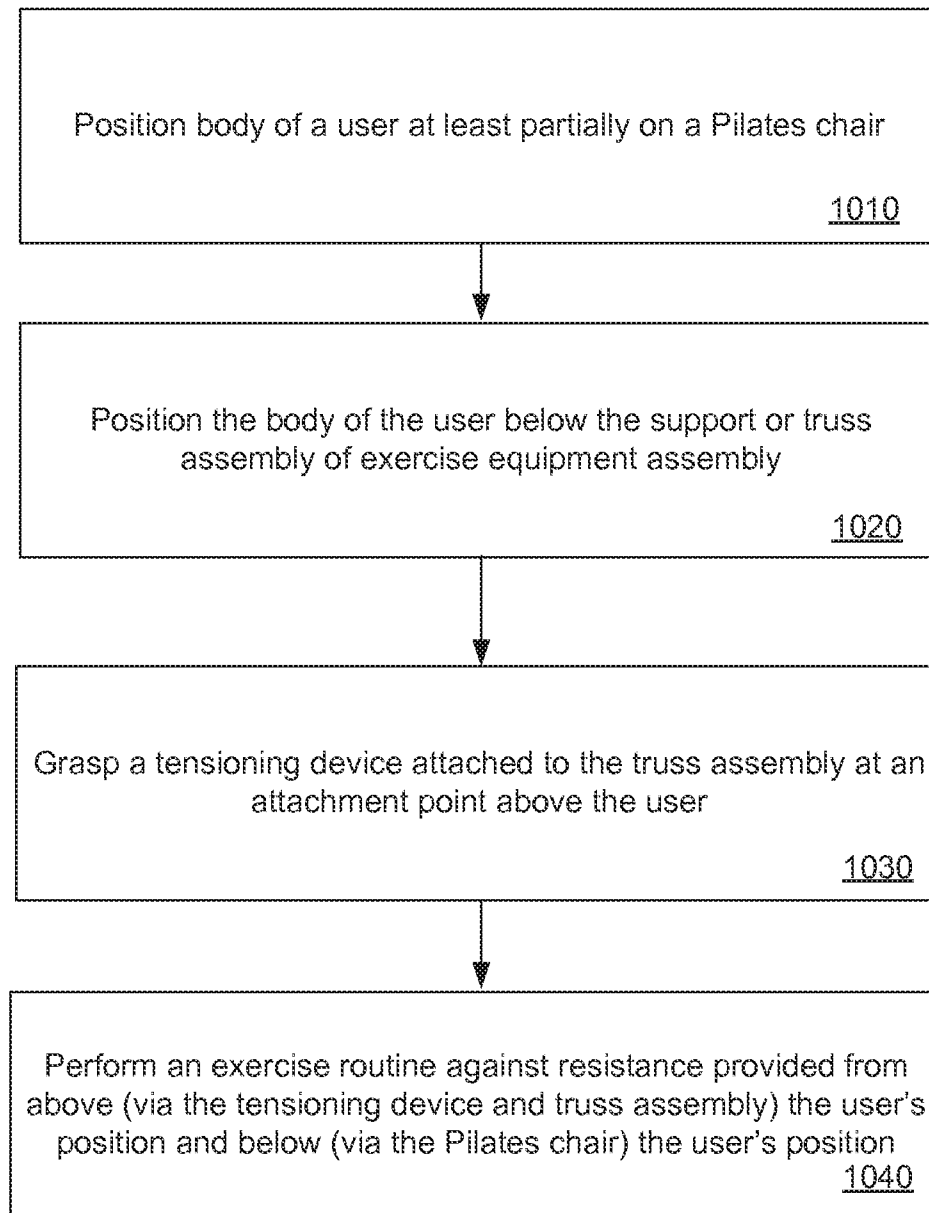 Position body of a user at least partially on a Pilates chair
1010
Position the body of the user below the support or truss
assembly of exercise equipment assembly
1020
Grasp a tensioning device attached to the truss assembly at an
attachment point above the user
1030
Perform an exercise routine against resistance provided from
above (via the tensioning device and truss assembly) the user's
position and below (via the Pilates chair) the user's position
1040